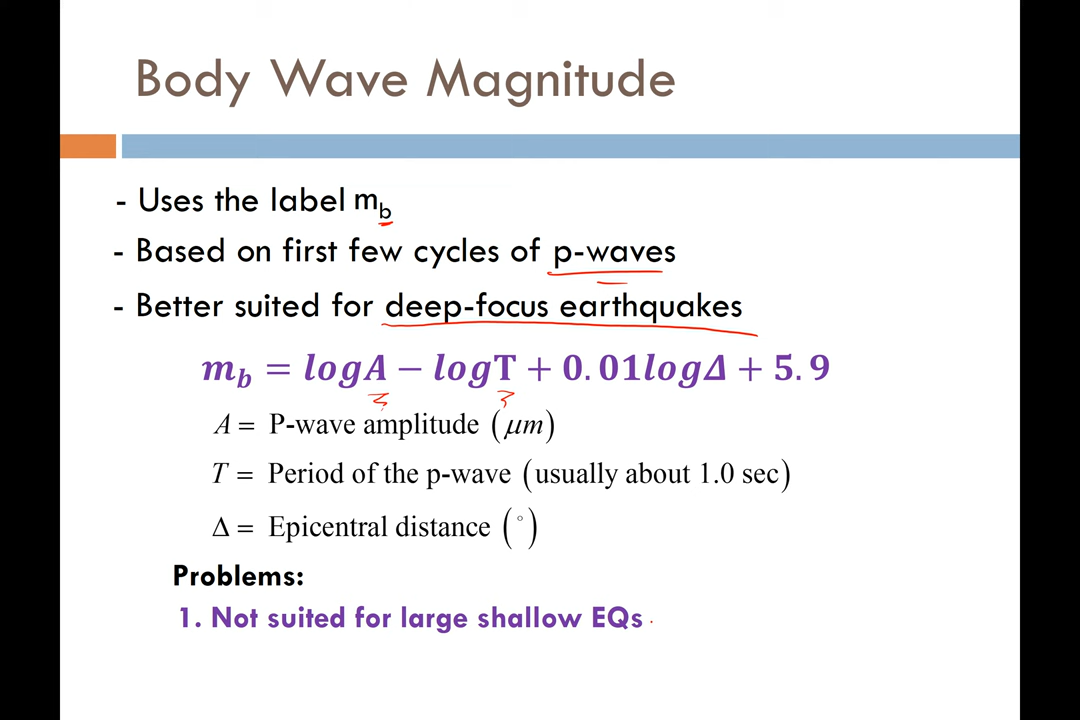 Body Wave Magnitude
- Uses the label m_b
- Based on first few cycles of p-waves
- Better suited for deep-focus earthquakes
m_b = logA − logT + 0.01logΔ + 5.9
A = P-wave amplitude (μm)
T = Period of the p-wave (usually about 1.0 sec)
Δ = Epicentral distance (°)
Problems:
1. Not suited for large shallow EQs